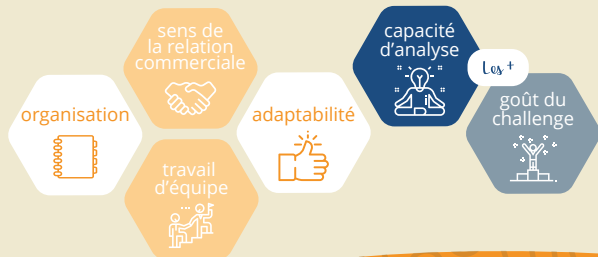 organisation
sens de
la relation
commerciale
travail
d'équipe
adaptabilité
capacité
d'analyse
Les +
goût du
challenge